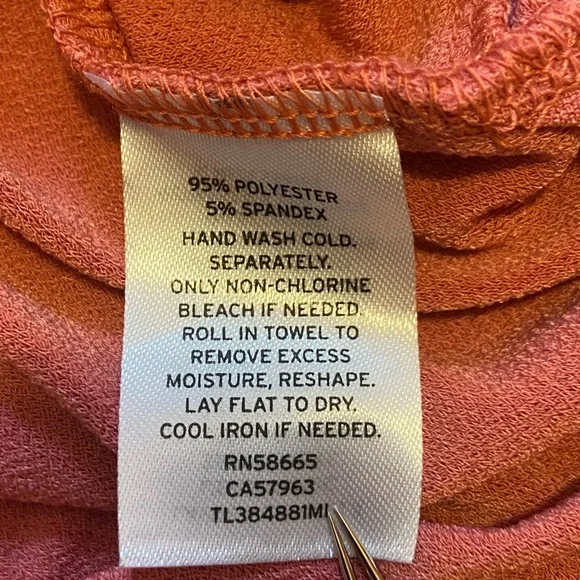 95% POLYESTER
5% SPANDEX
HAND WASH COLD.
SEPARATELY.
ONLY NON-CHLORINE
BLEACH IF NEEDED.
ROLL IN TOWEL TO
REMOVE EXCESS
MOISTURE, RESHAPE.
LAY FLAT TO DRY.
COOL IRON IF NEEDED.
RN58665
CA57963
TL384881MI